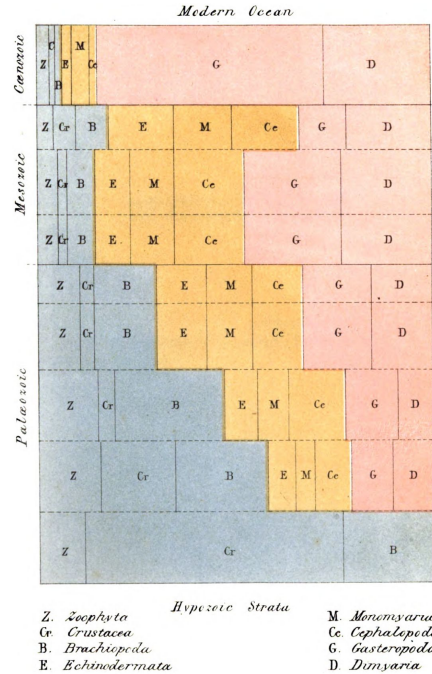 Modern Ocean
Cænozoic
Z C B E M Ce G D
Mesozoic
Z Cr B E M Ce G D
Z Cr B E M Ce G D
Z Cr B E M Ce G D
Palæozoic
Z Cr B E M Ce G D
Z Cr B E M Ce G D
Z Cr B E M Ce G D
Z Cr B E M Ce G D
Z Cr B
Hypozoic Strata
Z. Zoophyta M. Monomyaria
Cr. Crustacea Ce. Cephalopoda
B. Brachiopoda G. Gasteropoda
E. Echinodermata D. Dimyaria